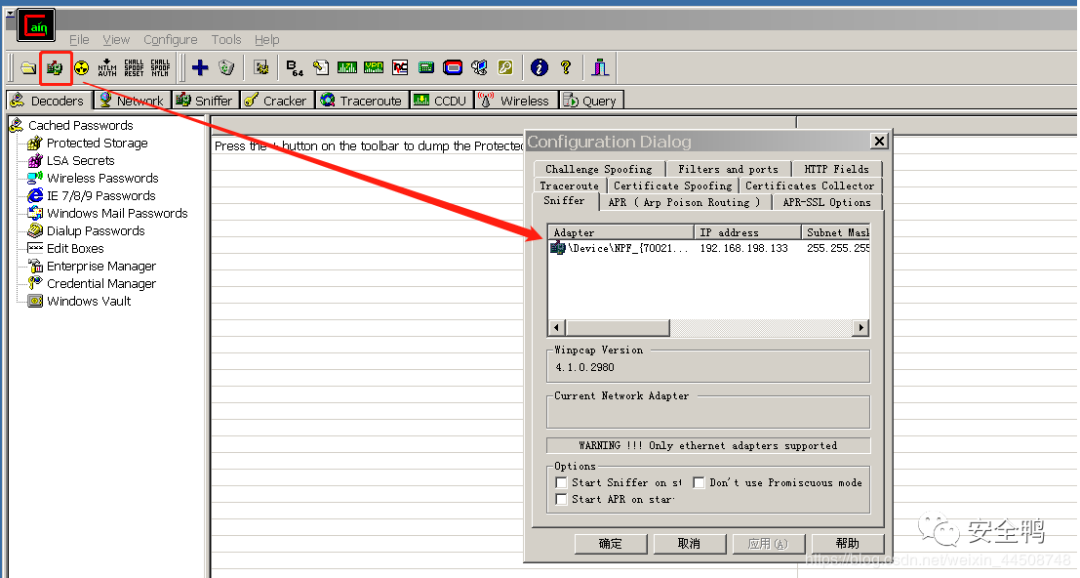 Cain
File View Configure Tools Help
NTLM AUTH CHALL SPOOF RESET CHALL SPOOF NTLM B64
Decoders Network Sniffer Cracker Traceroute CCDU Wireless Query
Cached Passwords
Protected Storage
LSA Secrets
Wireless Passwords
IE 7/8/9 Passwords
Windows Mail Passwords
Dialup Passwords
Edit Boxes
Enterprise Manager
Credential Manager
Windows Vault
Press the + button on the toolbar to dump the Protected
Configuration Dialog
Challenge Spoofing Filters and ports HTTP Fields
Traceroute Certificate Spoofing Certificates Collector
Sniffer APR ( Arp Poison Routing ) APR-SSL Options
Adapter IP address Subnet Mask
\Device\NPF_{70021... 192.168.198.133 255.255.255
Winpcap Version
4.1.0.2980
Current Network Adapter
WARNING !!! Only ethernet adapters supported
Options
Start Sniffer on st Don't use Promiscuous mode
Start APR on star
确定 取消 应用(A) 帮助
安全鸭
https://blog.csdn.net/weixin_44508748